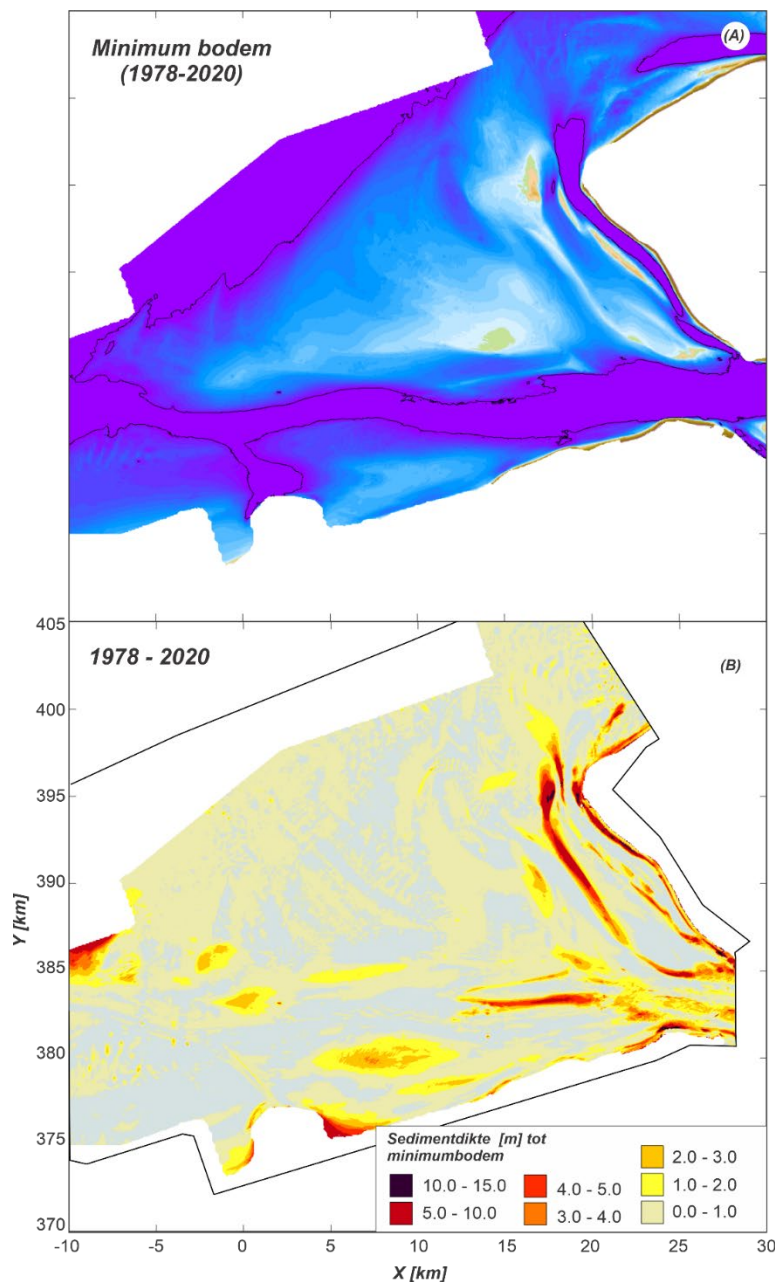 Minimum bodem
(1978-2020)
(A)
1978 - 2020
(B)
405
400
395
390
385
380
375
370
Y [km]
Sedimentdikte [m] tot
minimumbodem
10.0 - 15.0
5.0 - 10.0
4.0 - 5.0
3.0 - 4.0
2.0 - 3.0
1.0 - 2.0
0.0 - 1.0
-10 -5 0 5 10 15 20 25 30
X [km]